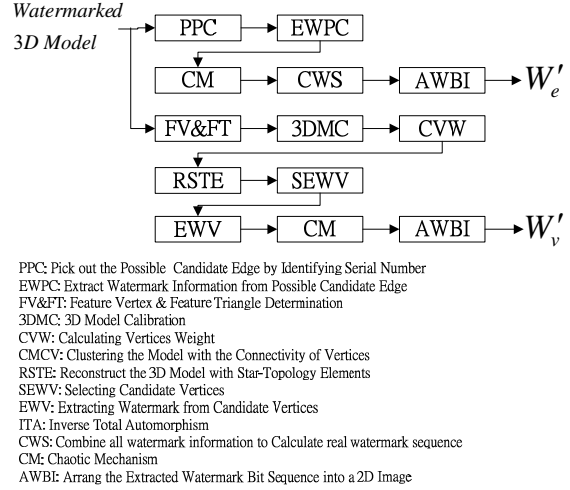 Watermarked
3D Model
PPC
EWPC
CM
CWS
AWBI
W′e
FV&FT
3DMC
CVW
RSTE
SEWV
EWV
CM
AWBI
W′v
PPC: Pick out the Possible Candidate Edge by Identifying Serial Number
EWPC: Extract Watermark Information from Possible Candidate Edge
FV&FT: Feature Vertex & Feature Triangle Determination
3DMC: 3D Model Calibration
CVW: Calculating Vertices Weight
CMCV: Clustering the Model with the Connectivity of Vertices
RSTE: Reconstruct the 3D Model with Star-Topology Elements
SEWV: Selecting Candidate Vertices
EWV: Extracting Watermark from Candidate Vertices
ITA: Inverse Total Automorphism
CWS: Combine all watermark information to Calculate real watermark sequence
CM: Chaotic Mechanism
AWBI: Arrang the Extracted Watermark Bit Sequence into a 2D Image